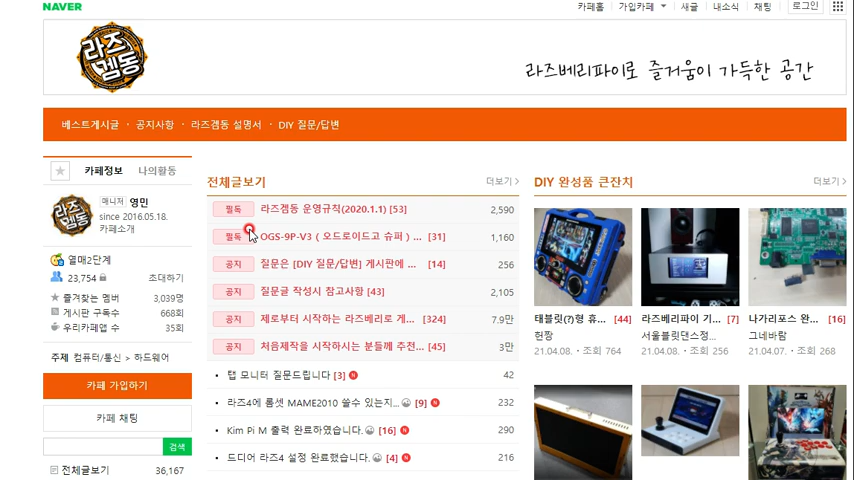 NAVER
카페홈 가입카페 새글 내소식 채팅 로그인
라즈겜동
라즈베리파이로 즐거움이 가득한 공간
베스트게시글 · 공지사항 · 라즈겜동 설명서 · DIY 질문/답변
카페정보 나의활동
라즈겜동
매니저 영민
since 2016.05.18.
카페소개
열매2단계
23,754 초대하기
즐겨찾는 멤버 3,039명
게시판 구독수 668회
우리카페앱 수 35회
주제 컴퓨터/통신 > 하드웨어
카페 가입하기
카페 채팅
검색
전체글보기 36,167
전체글보기 더보기 >
필독 라즈겜동 운영규칙(2020.1.1) [53] 2,590
필독 OGS-9P-V3 ( 오드로이드고 슈퍼 ) ... [31] 1,160
공지 질문은 [DIY 질문/답변] 게시판에 ... [14] 256
공지 질문글 작성시 참고사항 [43] 2,105
공지 제로부터 시작하는 라즈베리로 게... [324] 7.9만
공지 처음제작을 시작하시는 분들께 추천... [45] 3만
탭 모니터 질문드립니다 [3] N 42
라즈4에 롬셋 MAME2010 쓸수 있는지... [9] N 232
Kim Pi M 출력 완료하였습니다. [16] N 290
드디어 라즈4 설정 완료했습니다. [4] N 216
DIY 완성품 큰잔치 더보기 >
태블릿(?)형 휴... [44]
헌짱
21.04.08. · 조회 764
라즈베리파이 기... [7]
서울블릿댄스정...
21.04.08. · 조회 256
나가리포스 완... [16]
그네바람
21.04.07. · 조회 268